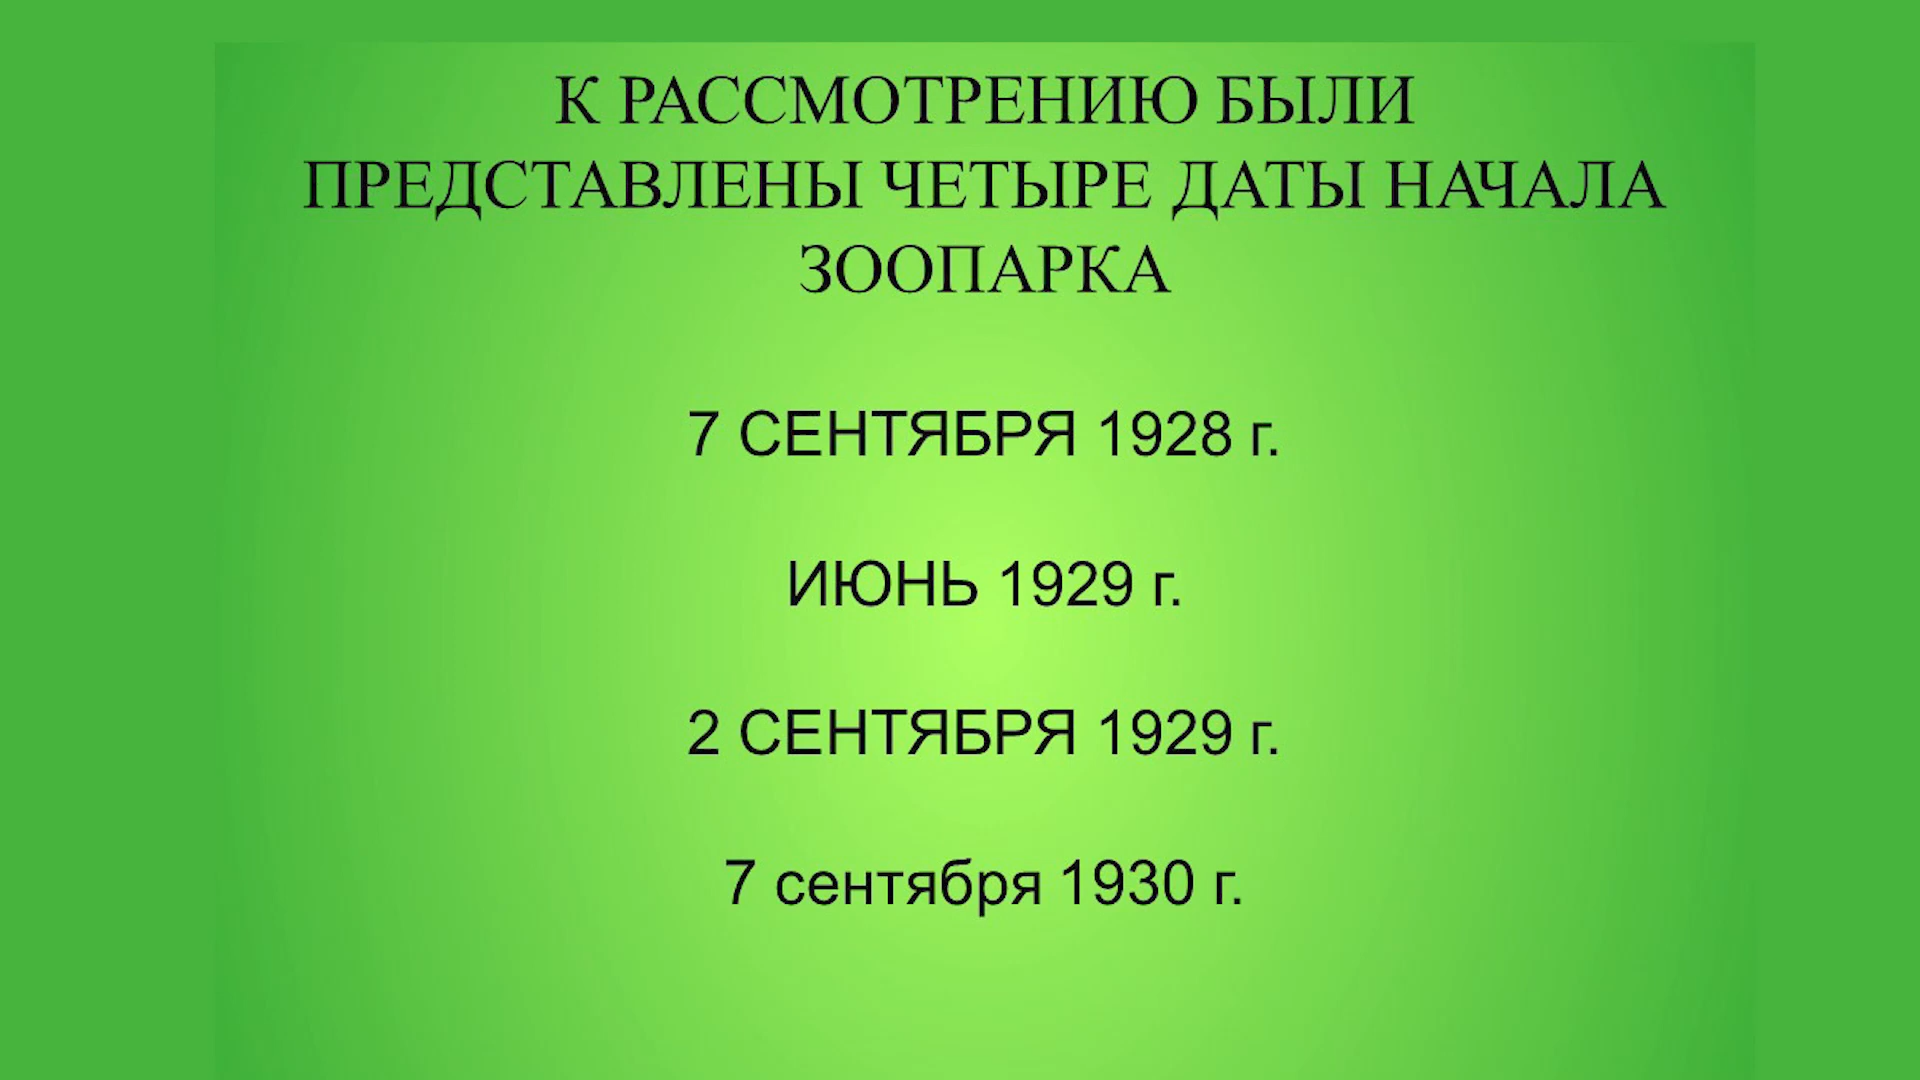 К РАССМОТРЕНИЮ БЫЛИ
ПРЕДСТАВЛЕНЫ ЧЕТЫРЕ ДАТЫ НАЧАЛА
ЗООПАРКА
7 СЕНТЯБРЯ 1928 г.
ИЮНЬ 1929 г.
2 СЕНТЯБРЯ 1929 г.
7 сентября 1930 г.